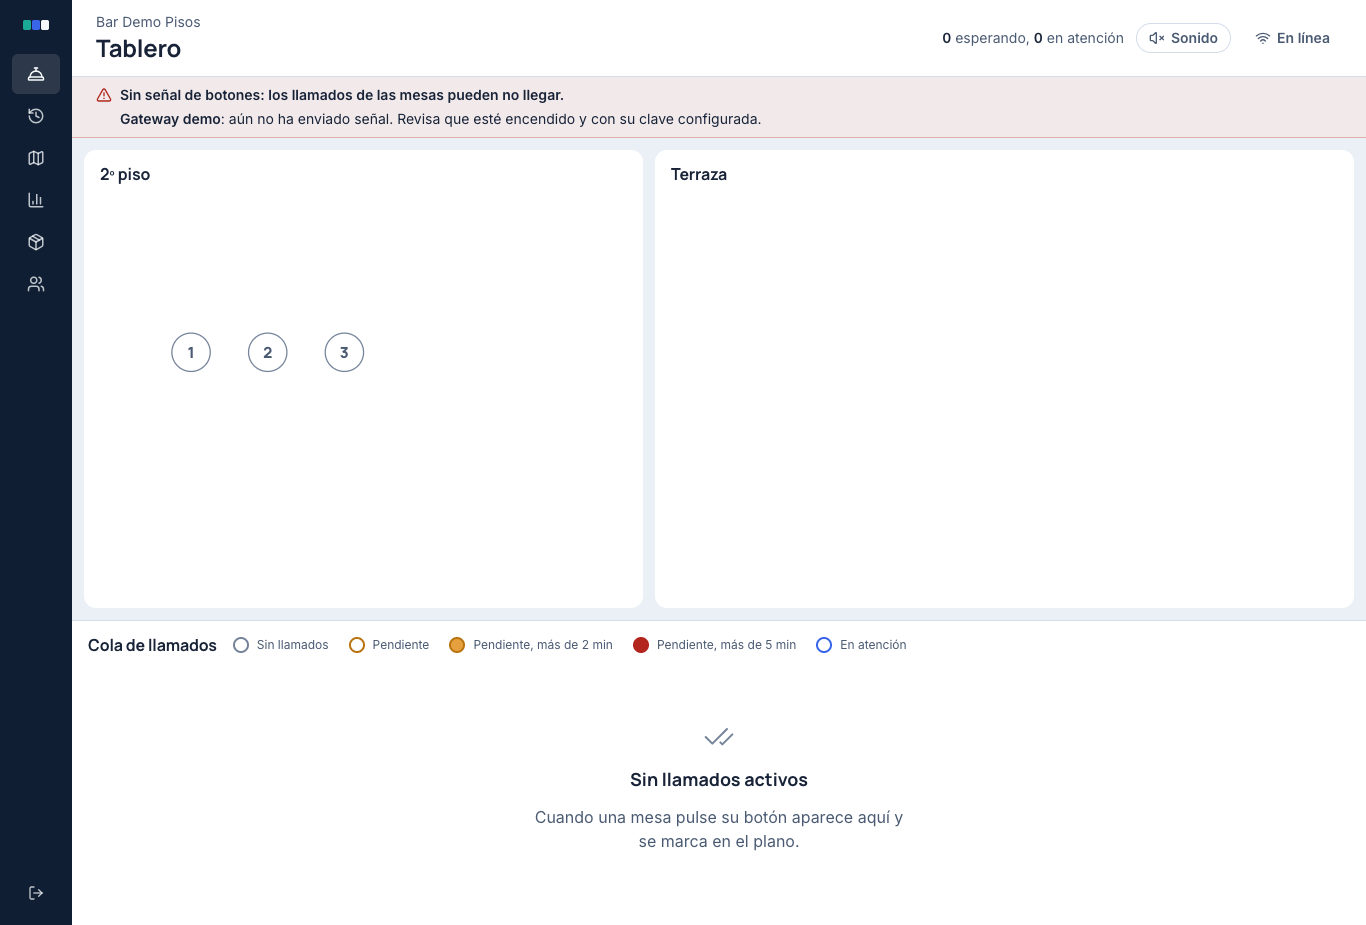 Bar Demo Pisos
Tablero
0 esperando, 0 en atención
Sonido
En línea
Sin señal de botones: los llamados de las mesas pueden no llegar.
Gateway demo: aún no ha enviado señal. Revisa que esté encendido y con su clave configurada.
2º piso
Terraza
1 2 3
Cola de llamados
Sin llamados
Pendiente
Pendiente, más de 2 min
Pendiente, más de 5 min
En atención
Sin llamados activos
Cuando una mesa pulse su botón aparece aquí y
se marca en el plano.